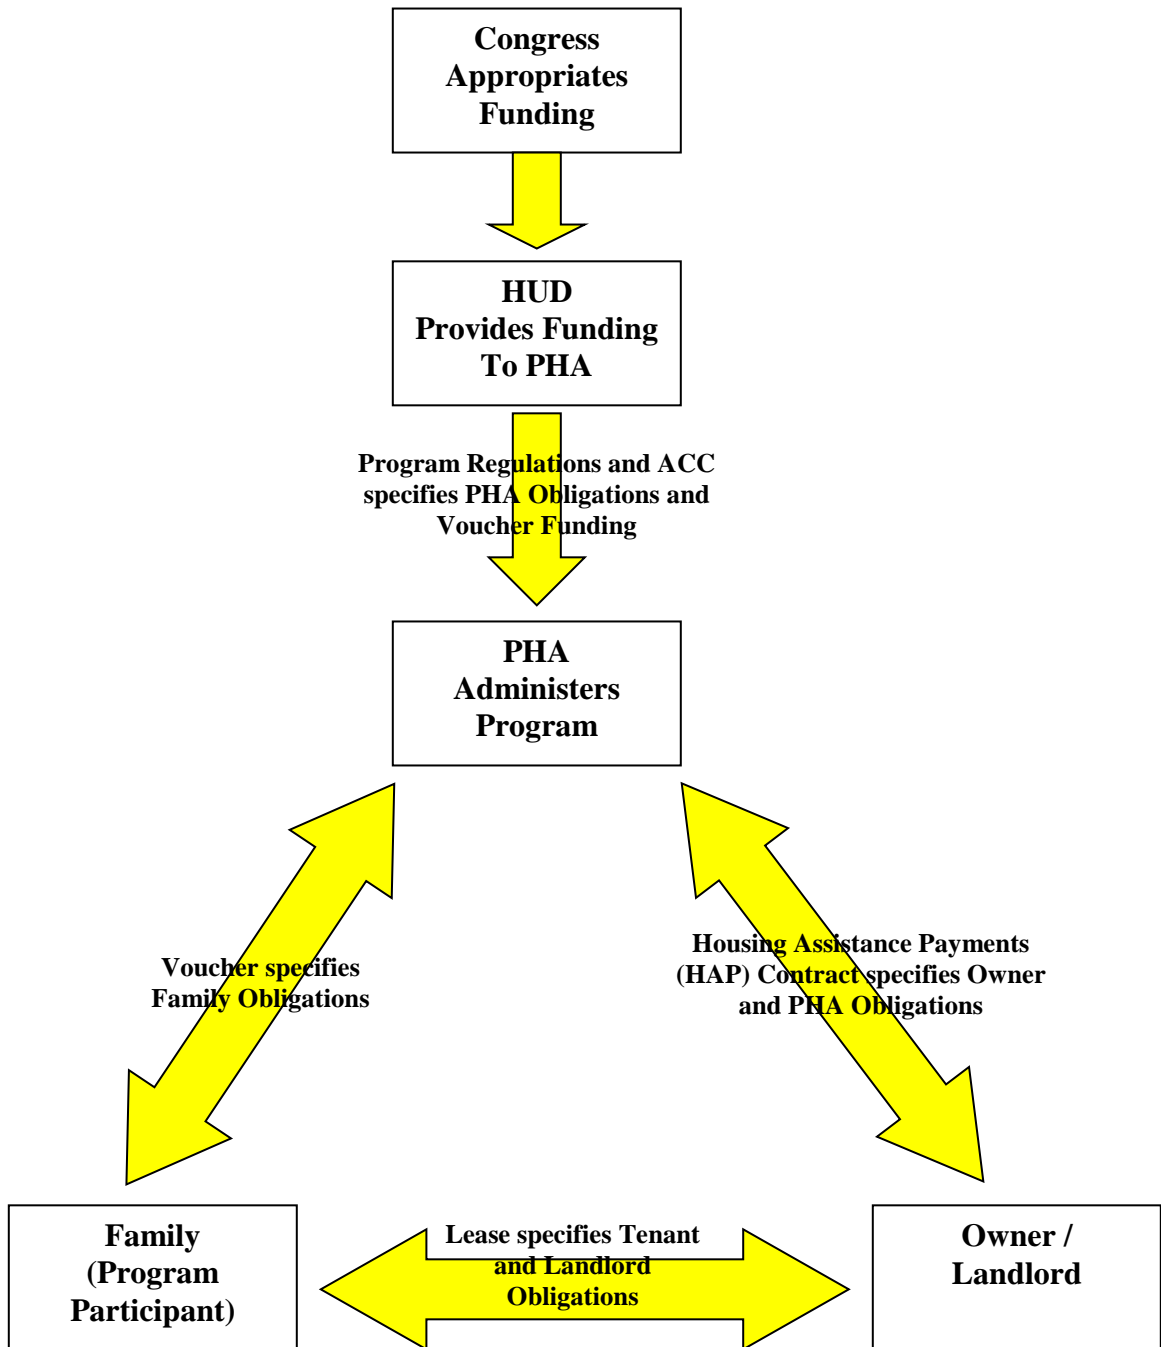 Congress
Appropriates
Funding
HUD
Provides Funding
To PHA
Program Regulations and ACC
specifies PHA Obligations and
Voucher Funding
PHA
Administers
Program
Voucher specifies
Family Obligations
Housing Assistance Payments
(HAP) Contract specifies Owner
and PHA Obligations
Family
(Program
Participant)
Lease specifies Tenant
and Landlord
Obligations
Owner /
Landlord